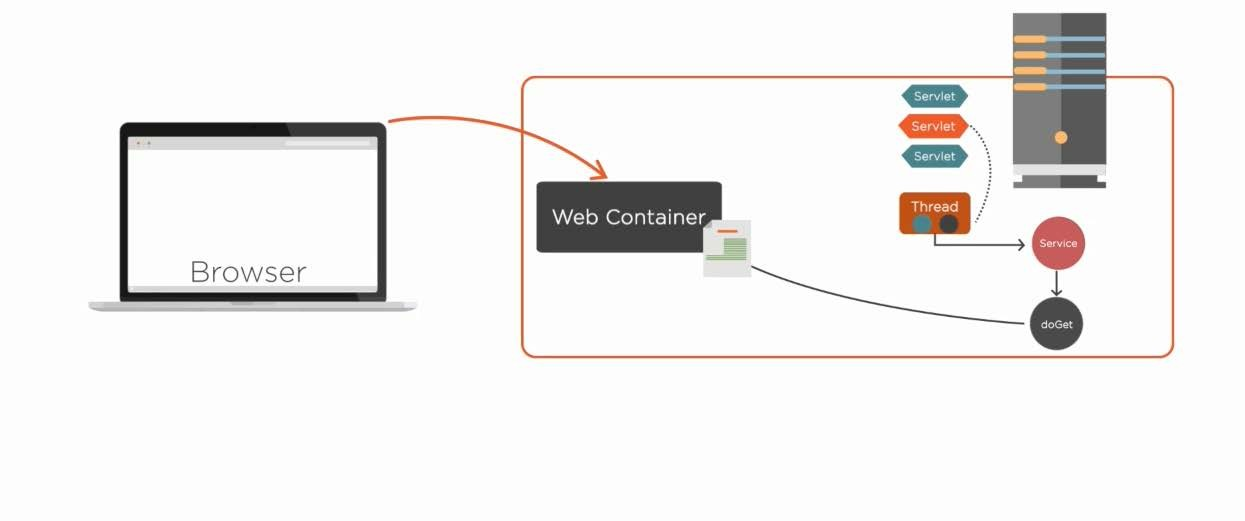 Browser
Web Container
Servlet
Servlet
Servlet
Thread
Service
doGet